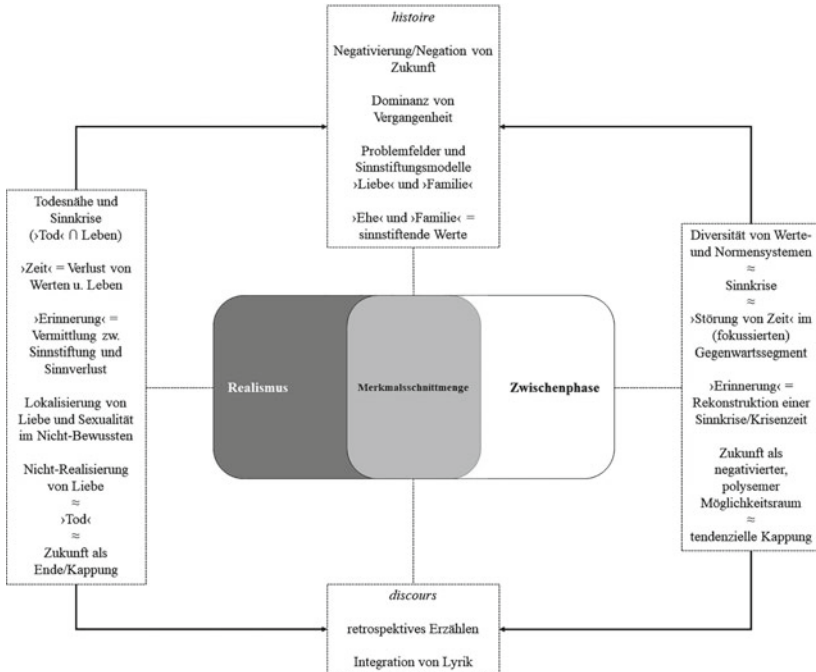 histoire
Negativierung/Negation von
Zukunft
Dominanz von
Vergangenheit
Problemfelder und
Sinnstiftungsmodelle
›Liebe‹ und ›Familie‹
›Ehe‹ und ›Familie‹ =
sinnstiftende Werte
Todesnähe und
Sinnkrise
(›Tod‹ ∩ Leben)
›Zeit‹ = Verlust von
Werten u. Leben
›Erinnerung‹ =
Vermittlung zw.
Sinnstiftung und
Sinnverlust
Lokalisierung von
Liebe und Sexualität
im Nicht-Bewussten
Nicht-Realisierung
von Liebe
≈
›Tod‹
≈
Zukunft als
Ende/Kappung
Realismus
Merkmalsschnittmenge
Zwischenphase
Diversität von Werte-
und Normensystemen
≈
Sinnkrise
≈
›Störung von Zeit‹ im
(fokussierten)
Gegenwartssegment
›Erinnerung‹ =
Rekonstruktion einer
Sinnkrise/Krisenzeit
Zukunft als
negativierter,
polysemer
Möglichkeitsraum
≈
tendenzielle Kappung
discours
retrospektives Erzählen
Integration von Lyrik